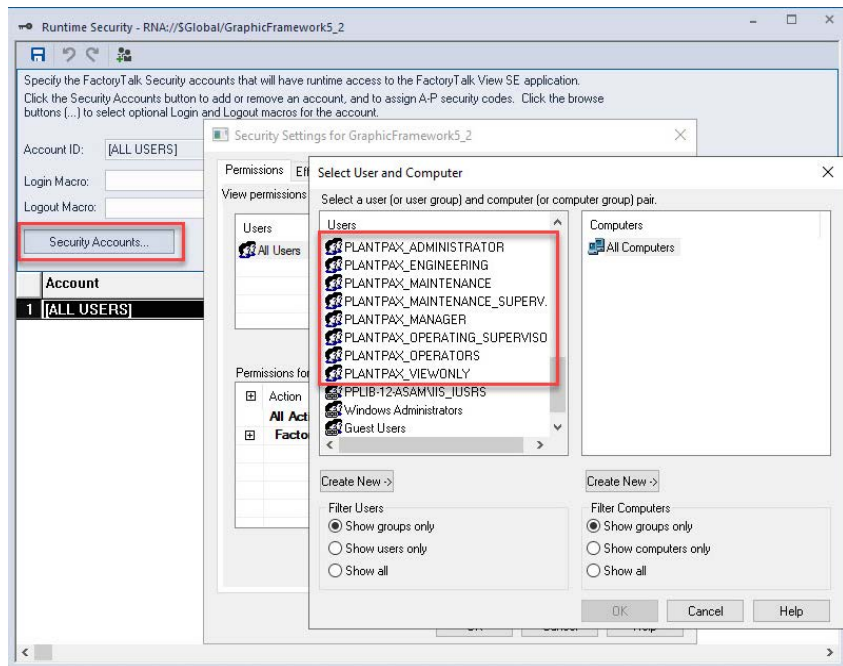 Runtime Security - RNA://$Global/GraphicFramework5_2
Specify the FactoryTalk Security accounts that will have runtime access to the FactoryTalk View SE application.
Click the Security Accounts button to add or remove an account, and to assign A-P security codes. Click the browse
buttons (...) to select optional Login and Logout macros for the account.
Account ID: [ALL USERS]
Login Macro:
Logout Macro:
Security Accounts...
Account
1 [ALL USERS]
Security Settings for GraphicFramework5_2
Permissions
View permissions
Users
All Users
Permissions for
Action
Select User and Computer
Select a user (or user group) and computer (or computer group) pair.
Users
PLANTPAX_ADMINISTRATOR
PLANTPAX_ENGINEERING
PLANTPAX_MAINTENANCE
PLANTPAX_MAINTENANCE_SUPERV.
PLANTPAX_MANAGER
PLANTPAX_OPERATING_SUPERVISO
PLANTPAX_OPERATORS
PLANTPAX_VIEWONLY
PPLIB-12-ASAM\IIS_IUSRS
Windows Administrators
Guest Users
Create New ->
Filter Users
Show groups only
Show users only
Show all
Computers
All Computers
Create New ->
Filter Computers
Show groups only
Show computers only
Show all
OK Cancel Help